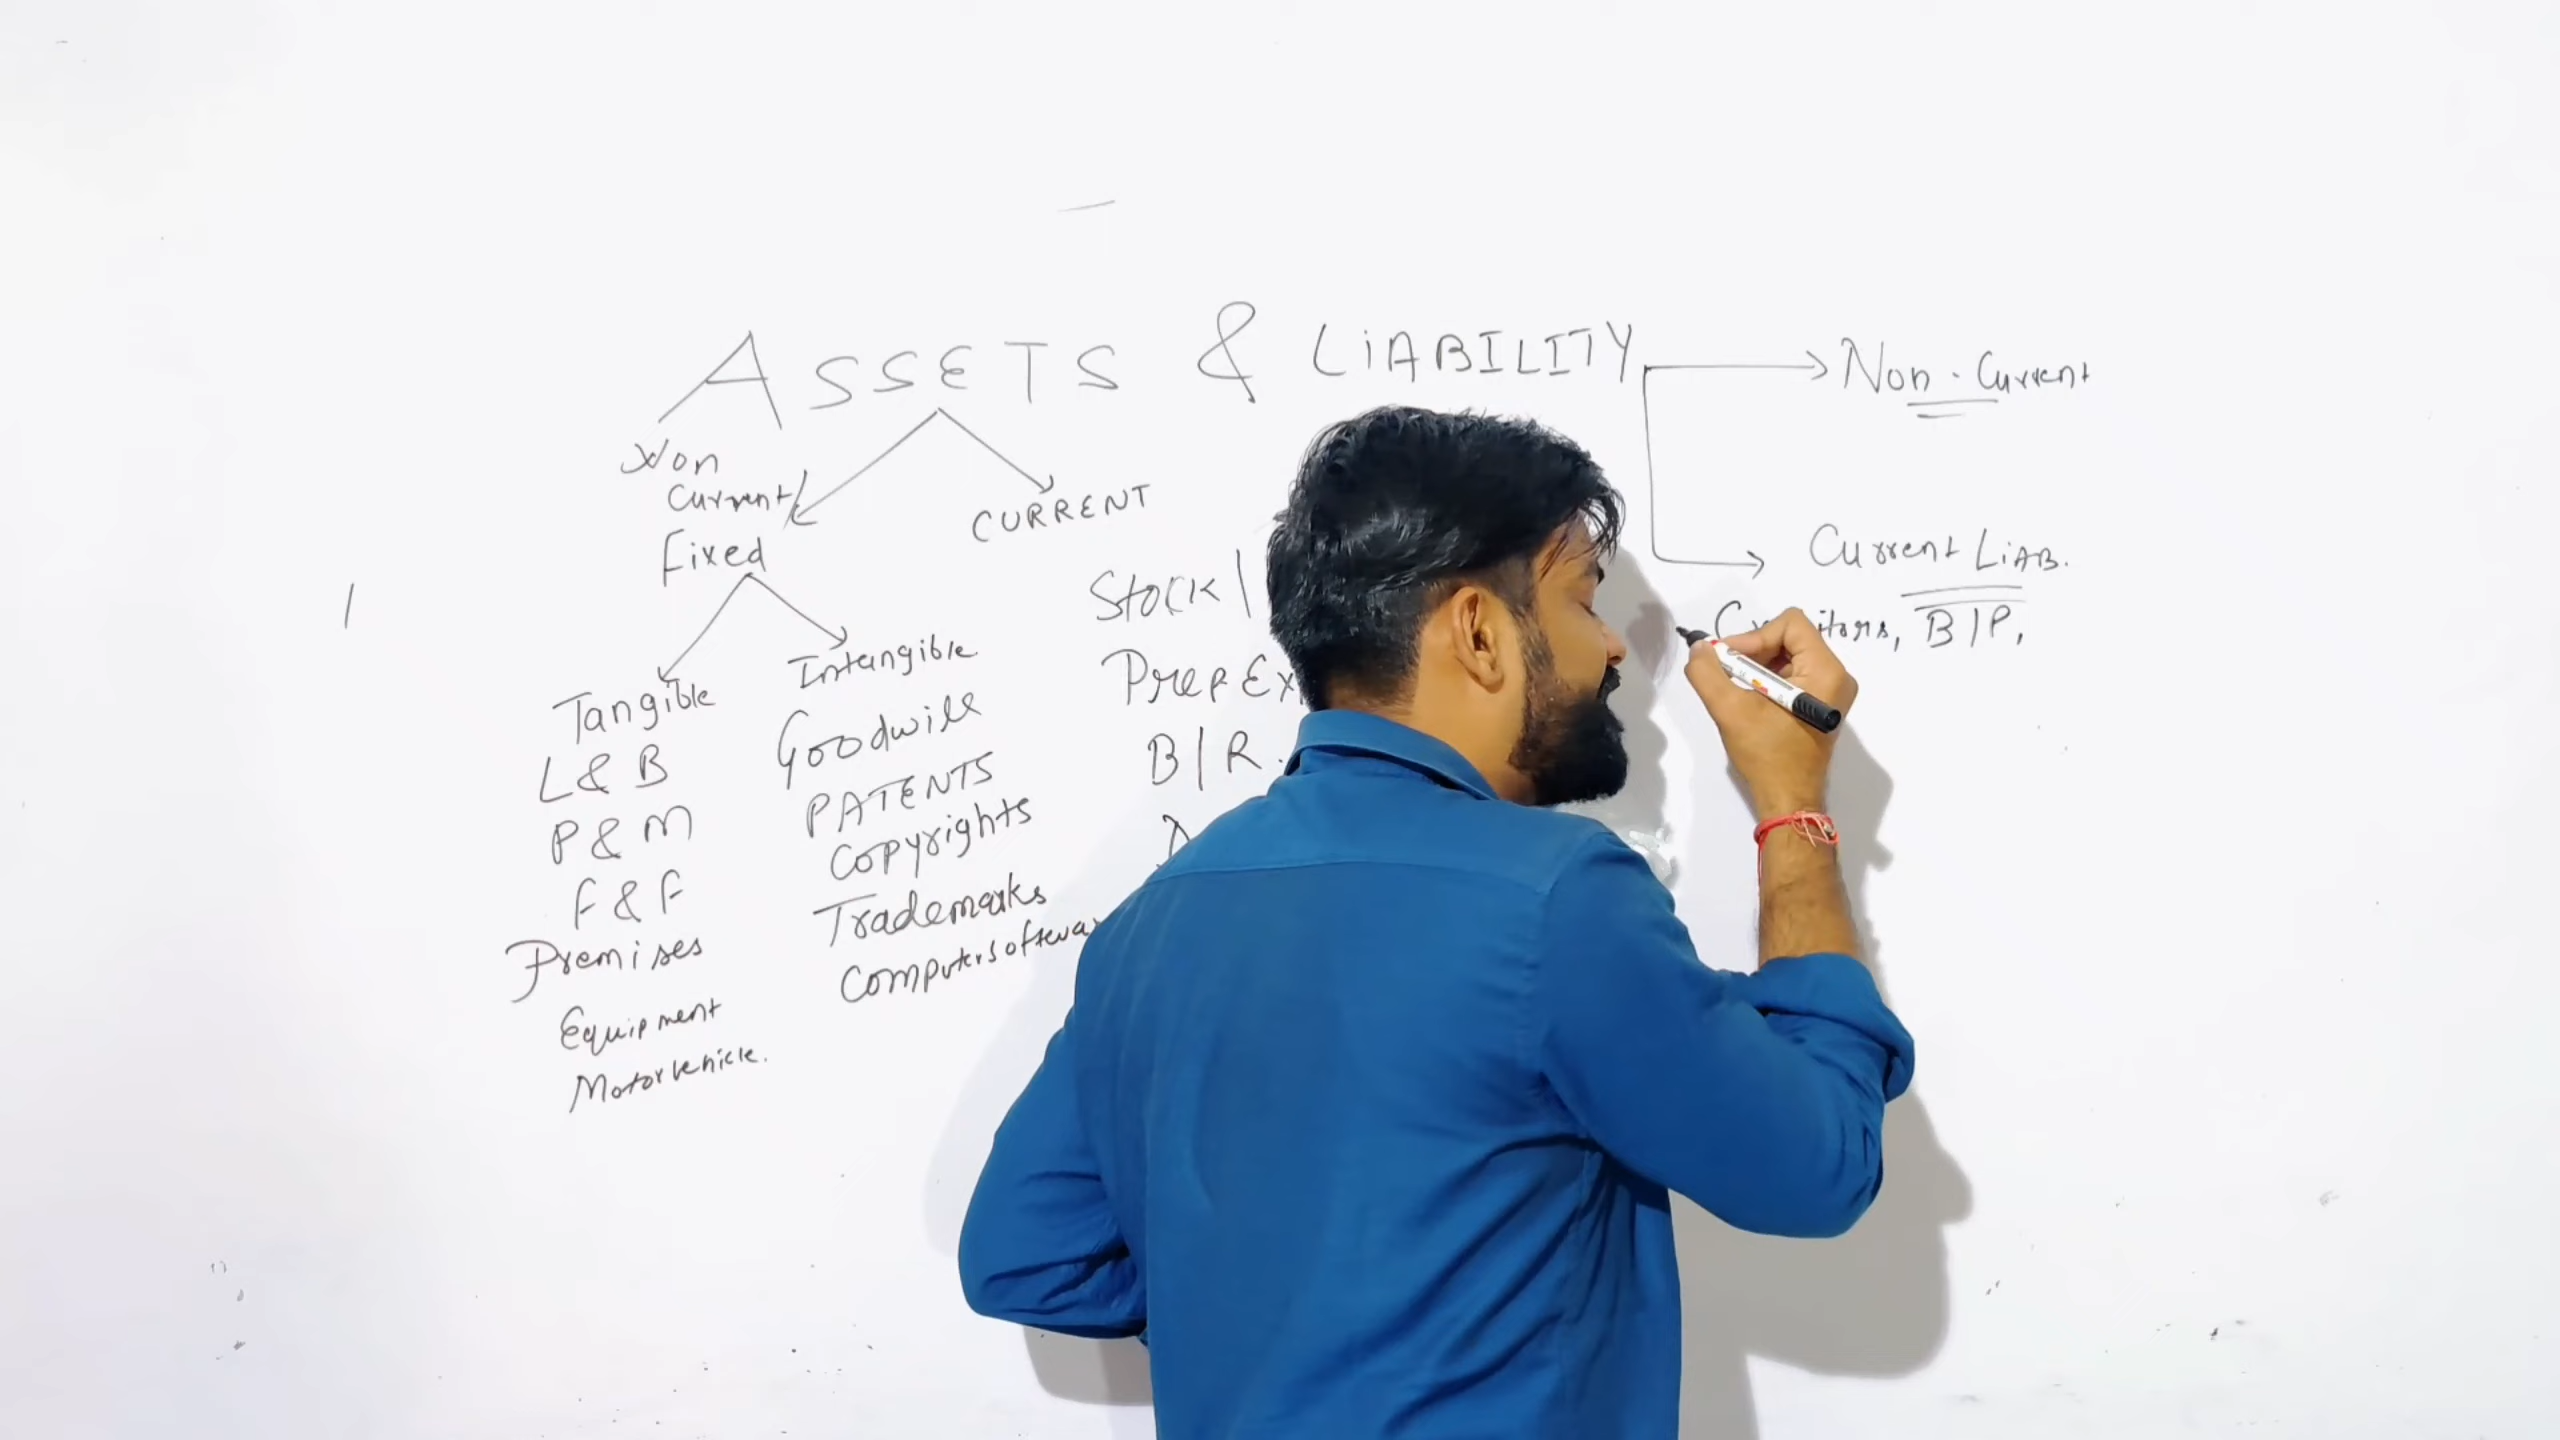 ASSETS & LIABILITY
Non
Current/
Fixed
Tangible
L & B
P & M
F & F
Premises
Equipment
Motorvehicle.
Intangible
Goodwill
PATENTS
Copyrights
Trademarks
CURRENT
Stock |
Prep
B/R.
Non-Current
Current LIAB.
B/P,